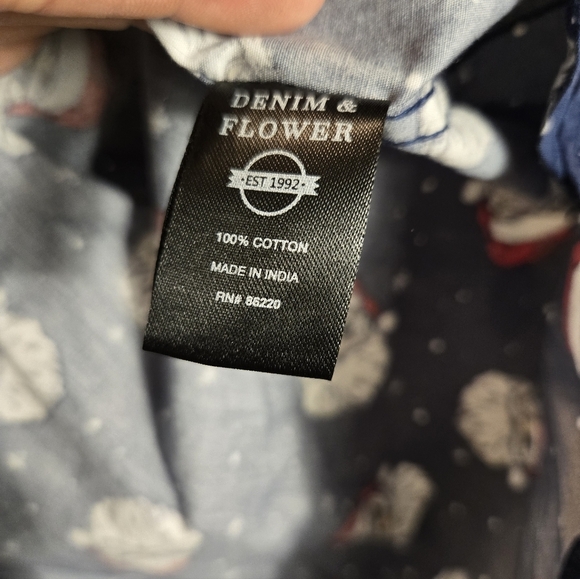 DENIM &
FLOWER
·EST 1992·
100% COTTON
MADE IN INDIA
RN# 86220